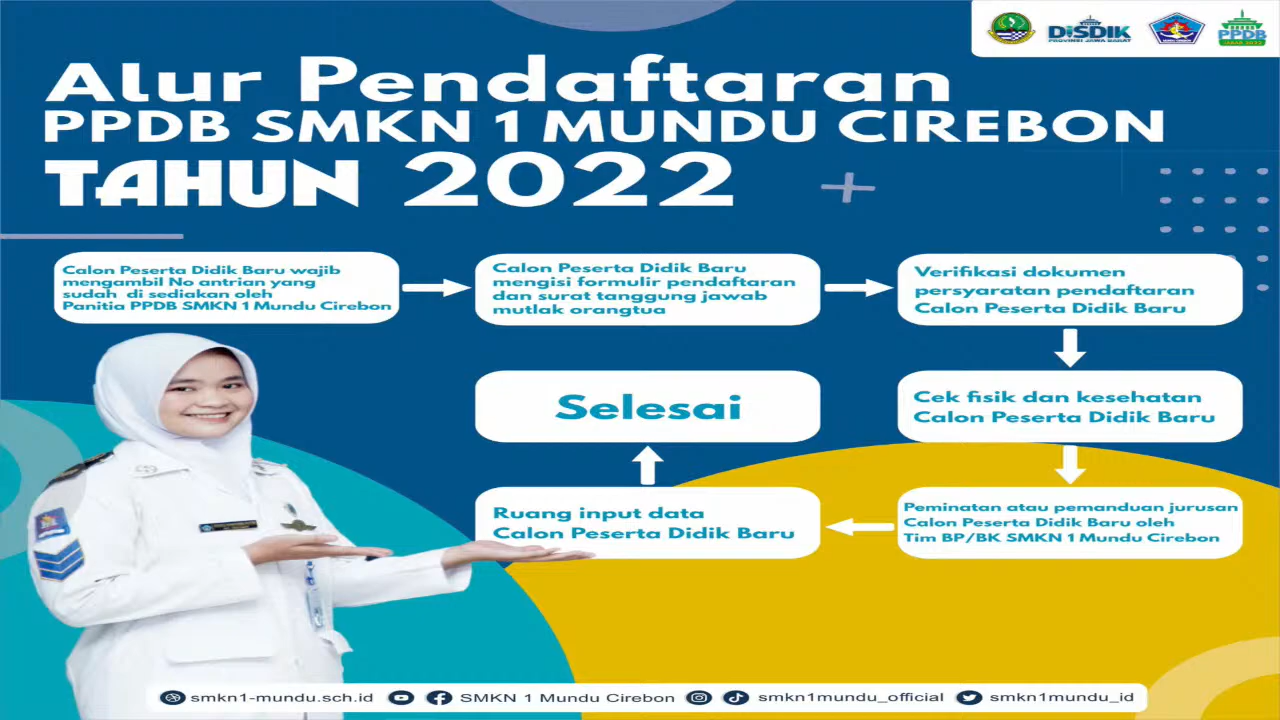 DiSDIK
PROVINSI JAWA BARAT
PPDB
Alur Pendaftaran
PPDB SMKN 1 MUNDU CIREBON
TAHUN 2022
Calon Peserta Didik Baru wajib
mengambil No antrian yang
sudah di sediakan oleh
Panitia PPDB SMKN 1 Mundu Cirebon
Calon Peserta Didik Baru
mengisi formulir pendaftaran
dan surat tanggung jawab
mutlak orangtua
Verifikasi dokumen
persyaratan pendaftaran
Calon Peserta Didik Baru
Cek fisik dan kesehatan
Calon Peserta Didik Baru
Peminatan atau pemanduan jurusan
Calon Peserta Didik Baru oleh
Tim BP/BK SMKN 1 Mundu Cirebon
Ruang input data
Calon Peserta Didik Baru
Selesai
smkn1-mundu.sch.id
SMKN 1 Mundu Cirebon
smkn1mundu_official
smkn1mundu_id